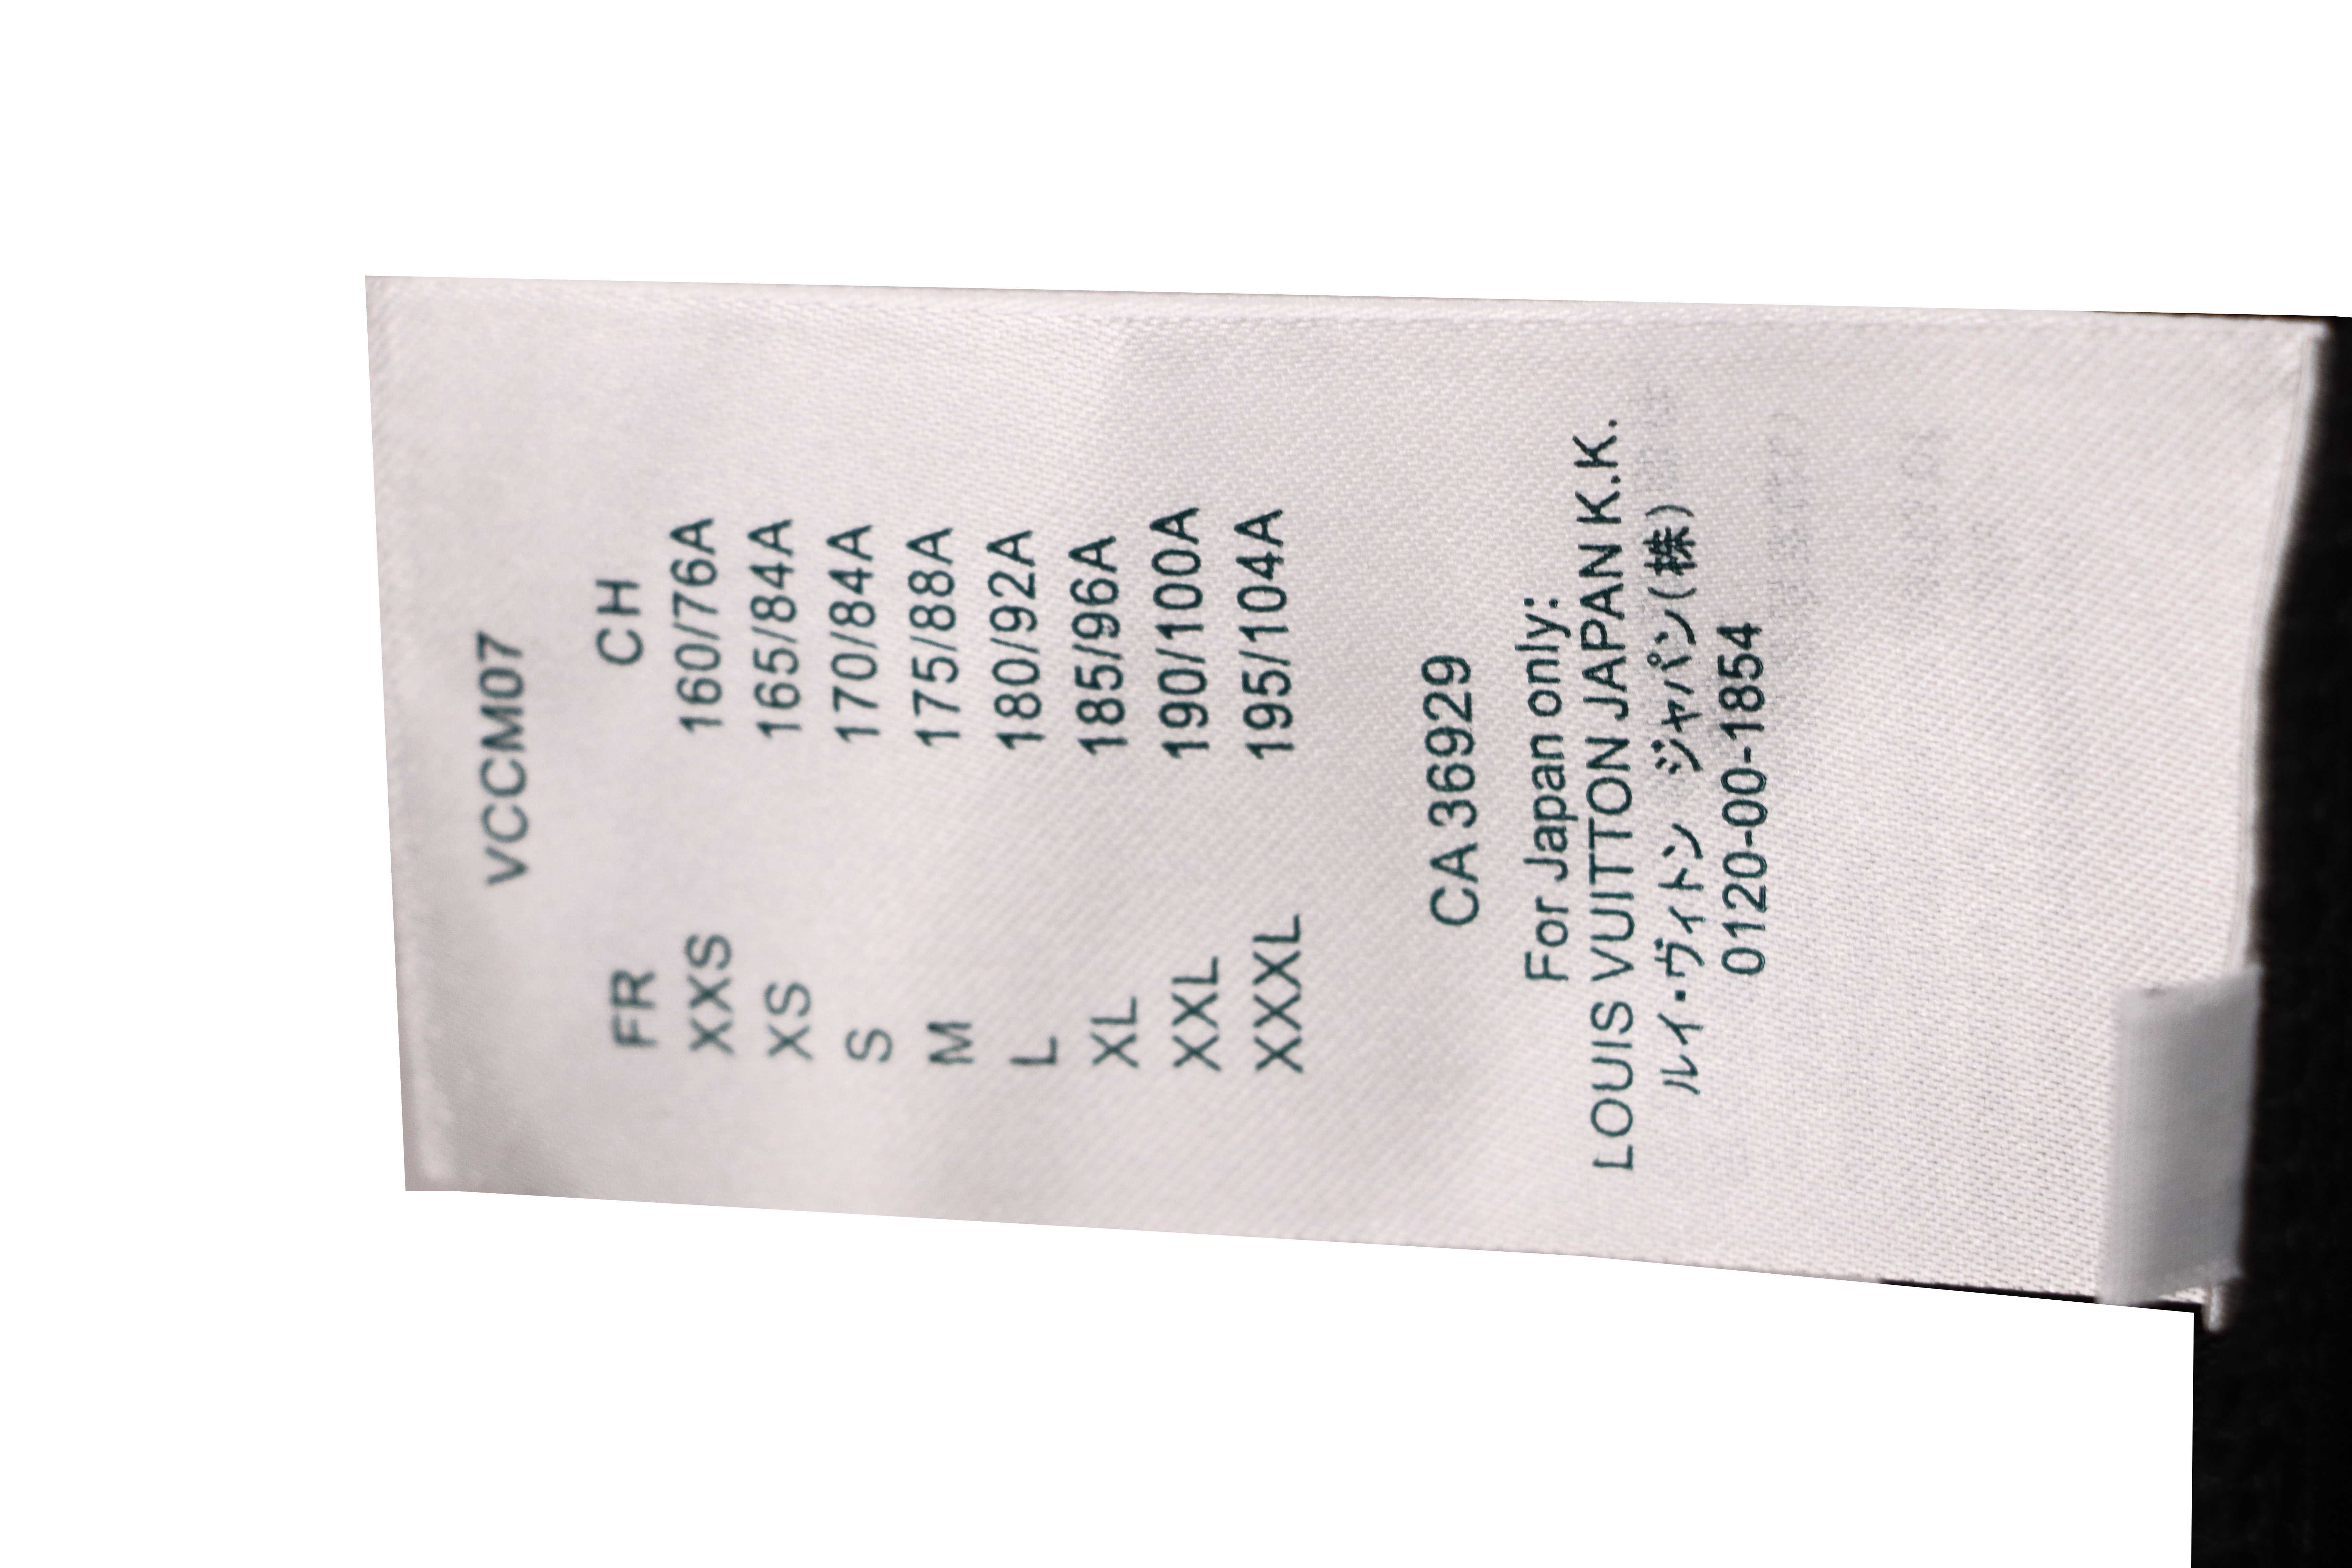 VCCM07
FR CH
XXS 160/76A
XS 165/84A
S 170/84A
M 175/88A
L 180/92A
XL 185/96A
XXL 190/100A
XXXL 195/104A
CA 36929
For Japan only:
LOUIS VUITTON JAPAN K.K.
ルイ・ヴィトン ジャパン(株)
0120-00-1854